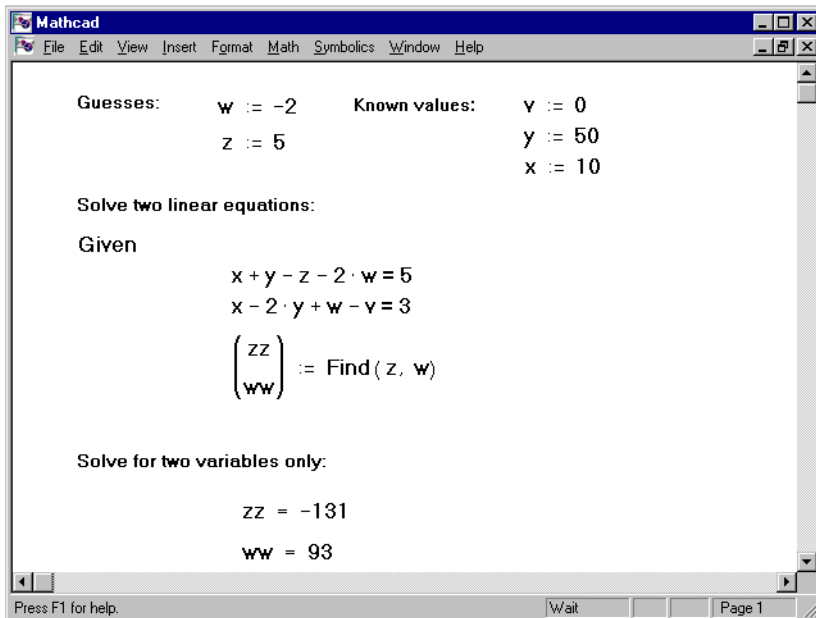 Mathcad
File Edit View Insert Format Math Symbolics Window Help
Guesses: w := -2 Known values: v := 0
z := 5 y := 50
x := 10
Solve two linear equations:
Given
x + y − z − 2 · w = 5
x − 2 · y + w − v = 3
(zz ww) := Find(z, w)
Solve for two variables only:
zz = -131
ww = 93
Press F1 for help. Wait Page 1